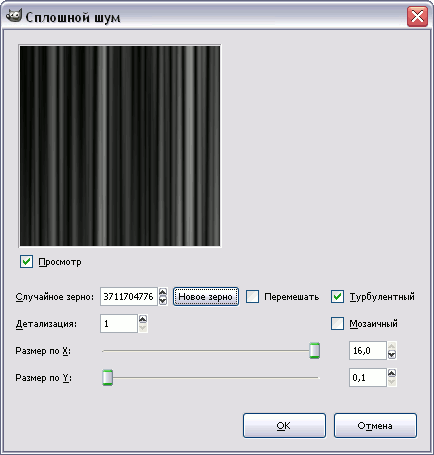 Сплошной шум
Просмотр
Случайное зерно: 3711704776 Новое зерно Перемешать Турбулентный
Детализация: 1 Мозаичный
Размер по X: 16,0
Размер по Y: 0,1
OK Отмена